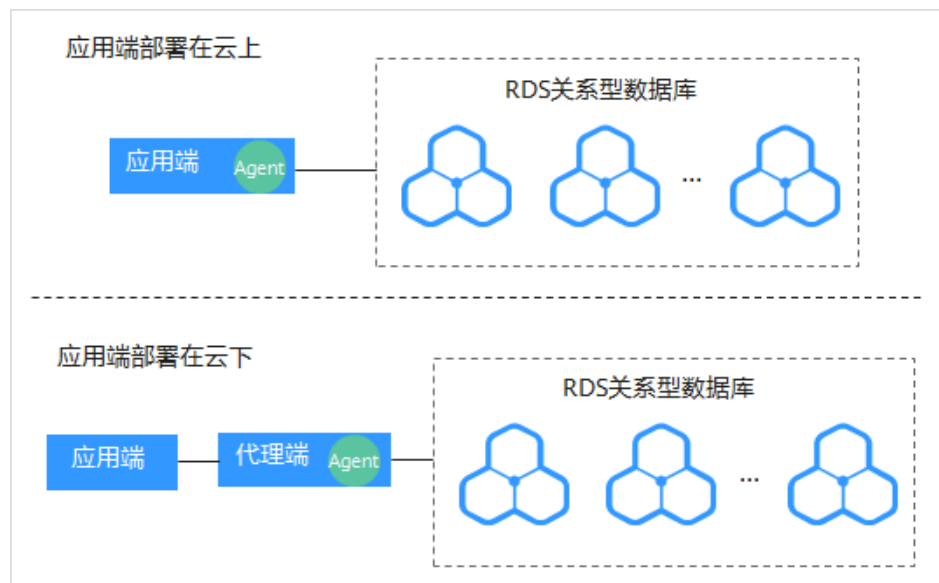 应用端部署在云上
RDS关系型数据库
应用端
Agent
...
应用端部署在云下
RDS关系型数据库
应用端
代理端
Agent
...